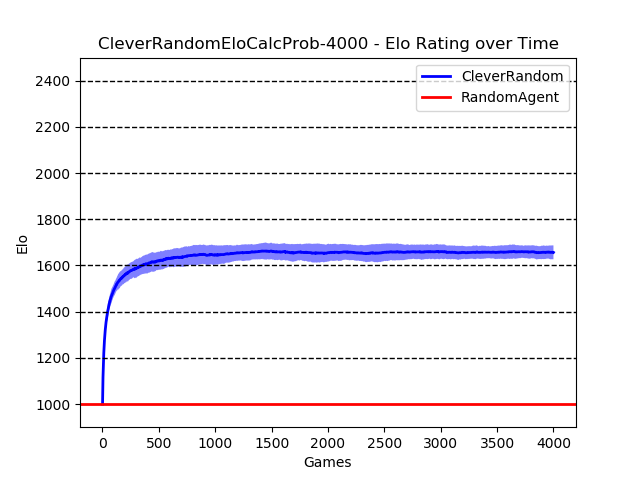 CleverRandomEloCalcProb-4000 - Elo Rating over Time
CleverRandom
RandomAgent
Elo
2400
2200
2000
1800
1600
1400
1200
1000
0 500 1000 1500 2000 2500 3000 3500 4000
Games